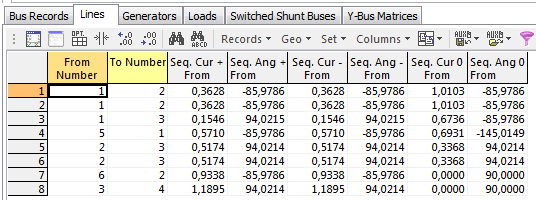 Bus Records Lines Generators Loads Switched Shunt Buses Y-Bus Matrices
Records Geo Set Columns
From Number To Number Seq. Cur + From Seq. Ang + From Seq. Cur - From Seq. Ang - From Seq. Cur 0 From Seq. Ang 0 From
1 1 2 0,3628 -85,9786 0,3628 -85,9786 1,0103 -85,9786
2 1 2 0,3628 -85,9786 0,3628 -85,9786 1,0103 -85,9786
3 1 3 0,1546 94,0215 0,1546 94,0215 0,6736 -85,9786
4 5 1 0,5710 -85,9786 0,5710 -85,9786 0,6931 -145,0149
5 2 3 0,5174 94,0214 0,5174 94,0214 0,3368 94,0214
6 2 3 0,5174 94,0214 0,5174 94,0214 0,3368 94,0214
7 6 2 0,9338 -85,9786 0,9338 -85,9786 0,0000 90,0000
8 3 4 1,1895 94,0214 1,1895 94,0214 0,0000 90,0000